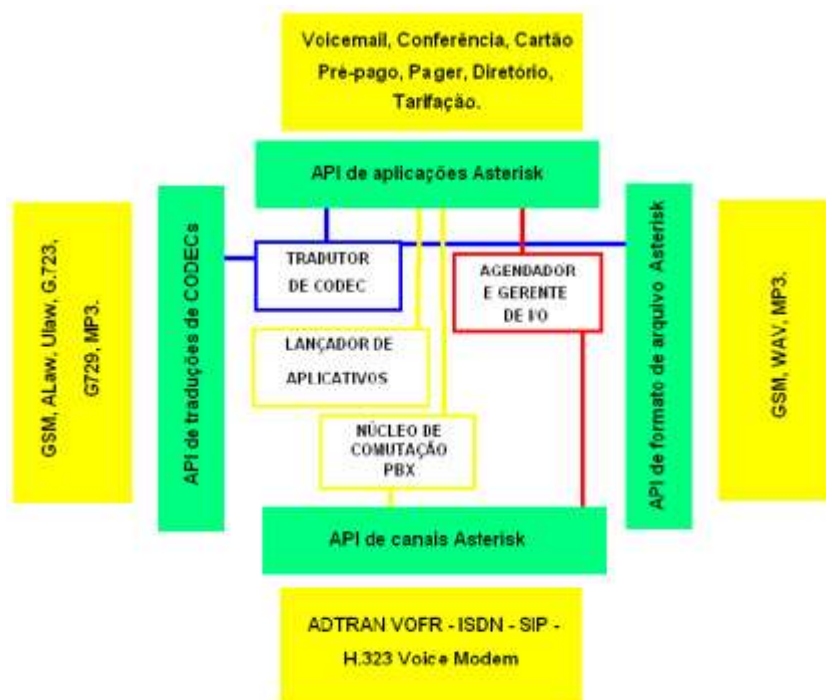 Voicemail, Conferência, Cartão
Pré-pago, Pager, Diretório,
Tarifação.
API de aplicações Asterisk
GSM, ALaw, Ulaw, G.723,
G729, MP3.
API de traduções de CODECs
TRADUTOR
DE CODEC
AGENDADOR
E GERENTE
DE I/O
LANÇADOR DE
APLICATIVOS
NÚCLEO DE
COMUTAÇÃO
PBX
API de formato de arquivo Asterisk
GSM, WAV, MP3.
API de canais Asterisk
ADTRAN VOFR - ISDN - SIP -
H.323 Voice Modem